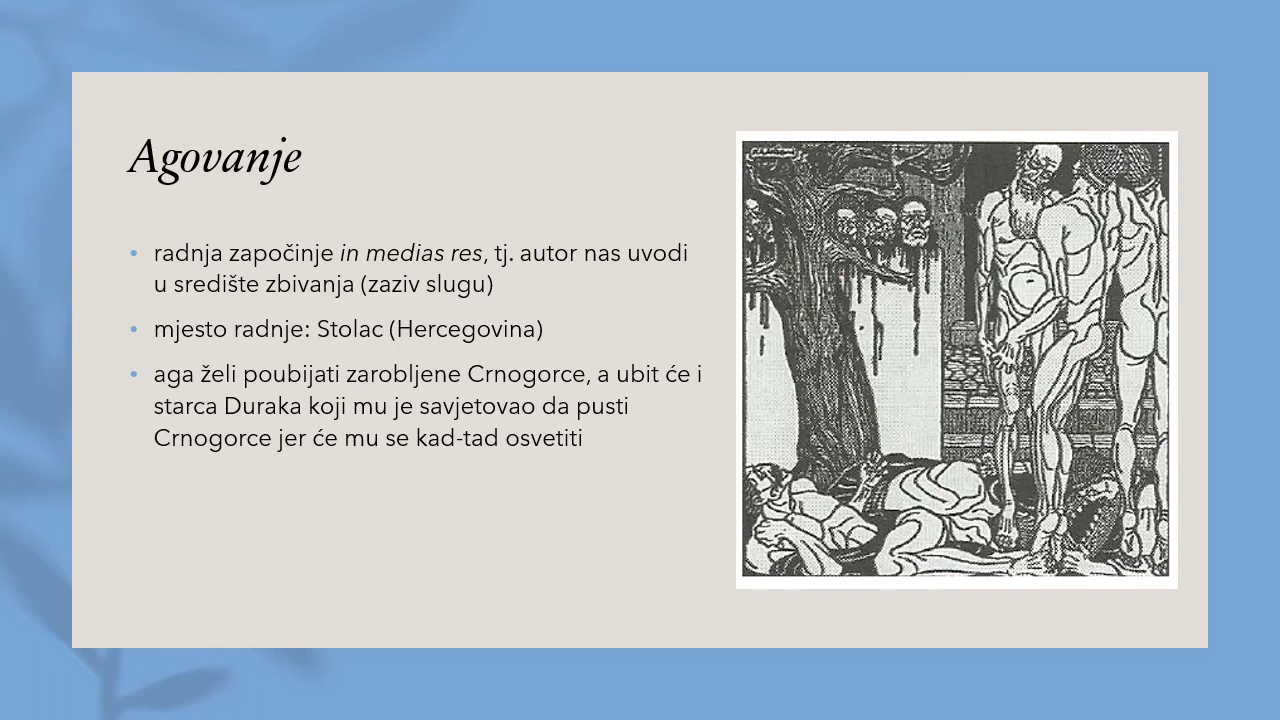 Agovanje
• radnja započinje in medias res, tj. autor nas uvodi
u središte zbivanja (zaziv slugu)
• mjesto radnje: Stolac (Hercegovina)
• aga želi poubijati zarobljene Crnogorce, a ubit će i
starca Duraka koji mu je savjetovao da pusti
Crnogorce jer će mu se kad-tad osvetiti